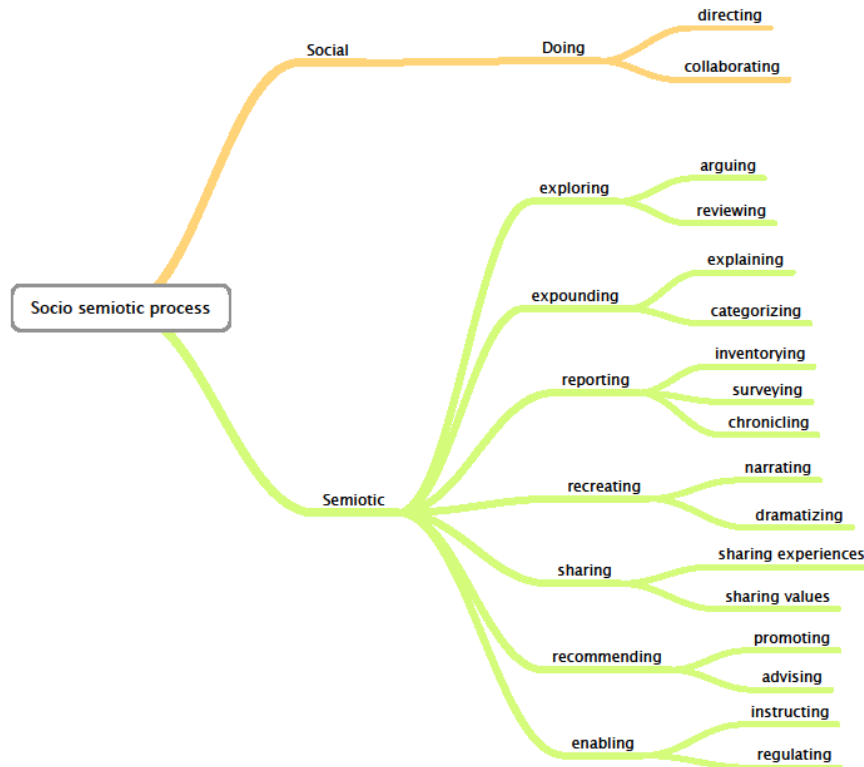 directing
Social
Doing
collaborating
arguing
exploring
reviewing
explaining
Socio semiotic process
expounding
categorizing
inventorying
reporting
surveying
chronicling
narrating
recreating
Semiotic
dramatizing
sharing experiences
sharing
sharing values
promoting
recommending
advising
instructing
enabling
regulating